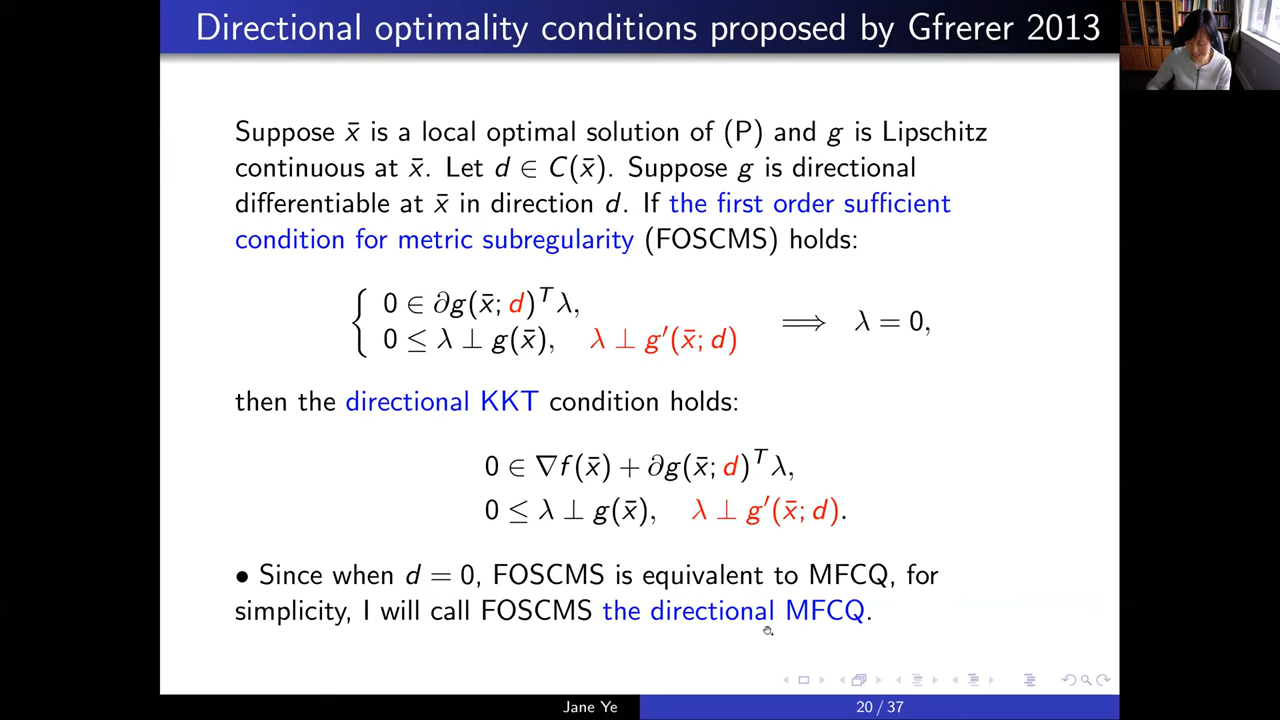 Directional optimality conditions proposed by Gfrerer 2013
Suppose x̄ is a local optimal solution of (P) and g is Lipschitz
continuous at x̄. Let d ∈ C(x̄). Suppose g is directional
differentiable at x̄ in direction d. If the first order sufficient
condition for metric subregularity (FOSCMS) holds:
{ 0 ∈ ∂g(x̄; d)ᵀλ,
0 ≤ λ ⊥ g(x̄), λ ⊥ g′(x̄; d) ⟹ λ = 0,
then the directional KKT condition holds:
0 ∈ ∇f(x̄) + ∂g(x̄; d)ᵀλ,
0 ≤ λ ⊥ g(x̄), λ ⊥ g′(x̄; d).
• Since when d = 0, FOSCMS is equivalent to MFCQ, for
simplicity, I will call FOSCMS the directional MFCQ.
Jane Ye 20 / 37